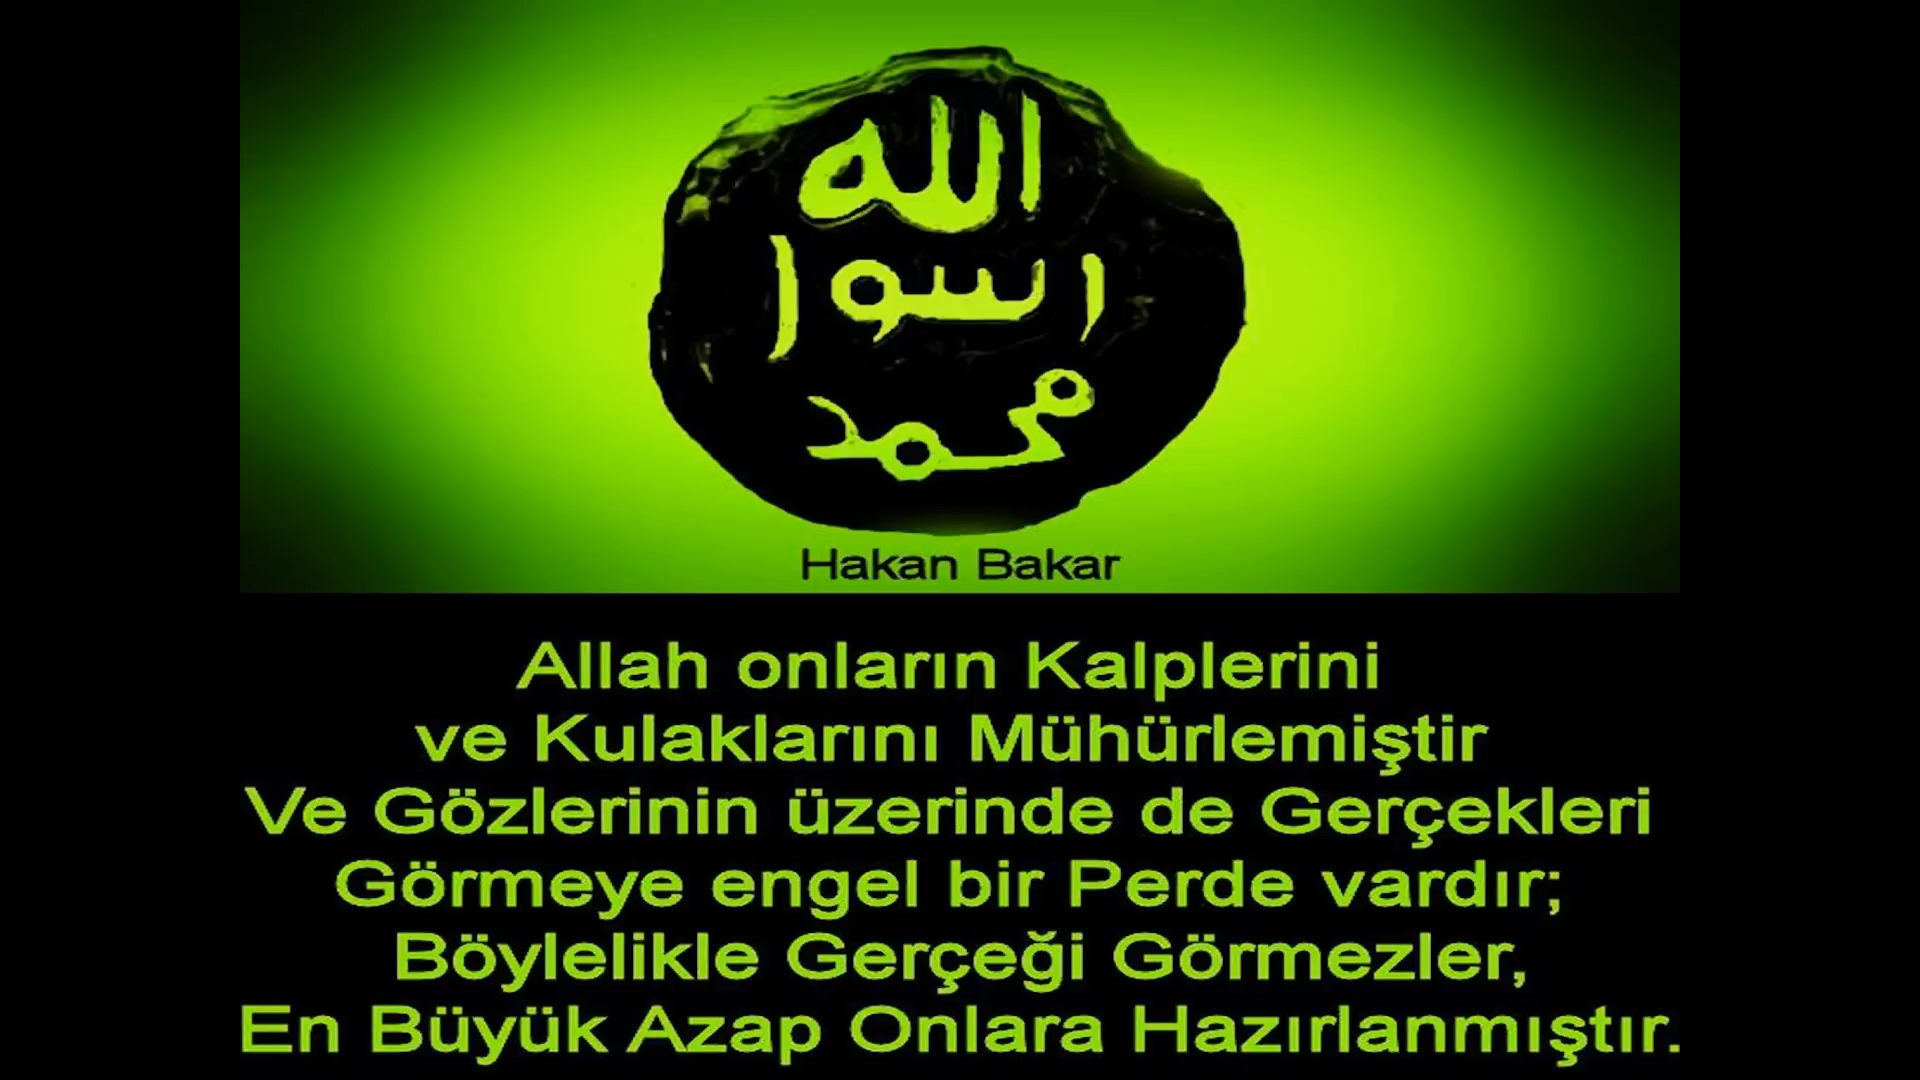 الله
رسول
محمد
Hakan Bakar
Allah onların Kalplerini
ve Kulaklarını Mühürlemiştir
Ve Gözlerinin üzerinde de Gerçekleri
Görmeye engel bir Perde vardır;
Böylelikle Gerçeği Görmezler,
En Büyük Azap Onlara Hazırlanmıştır.